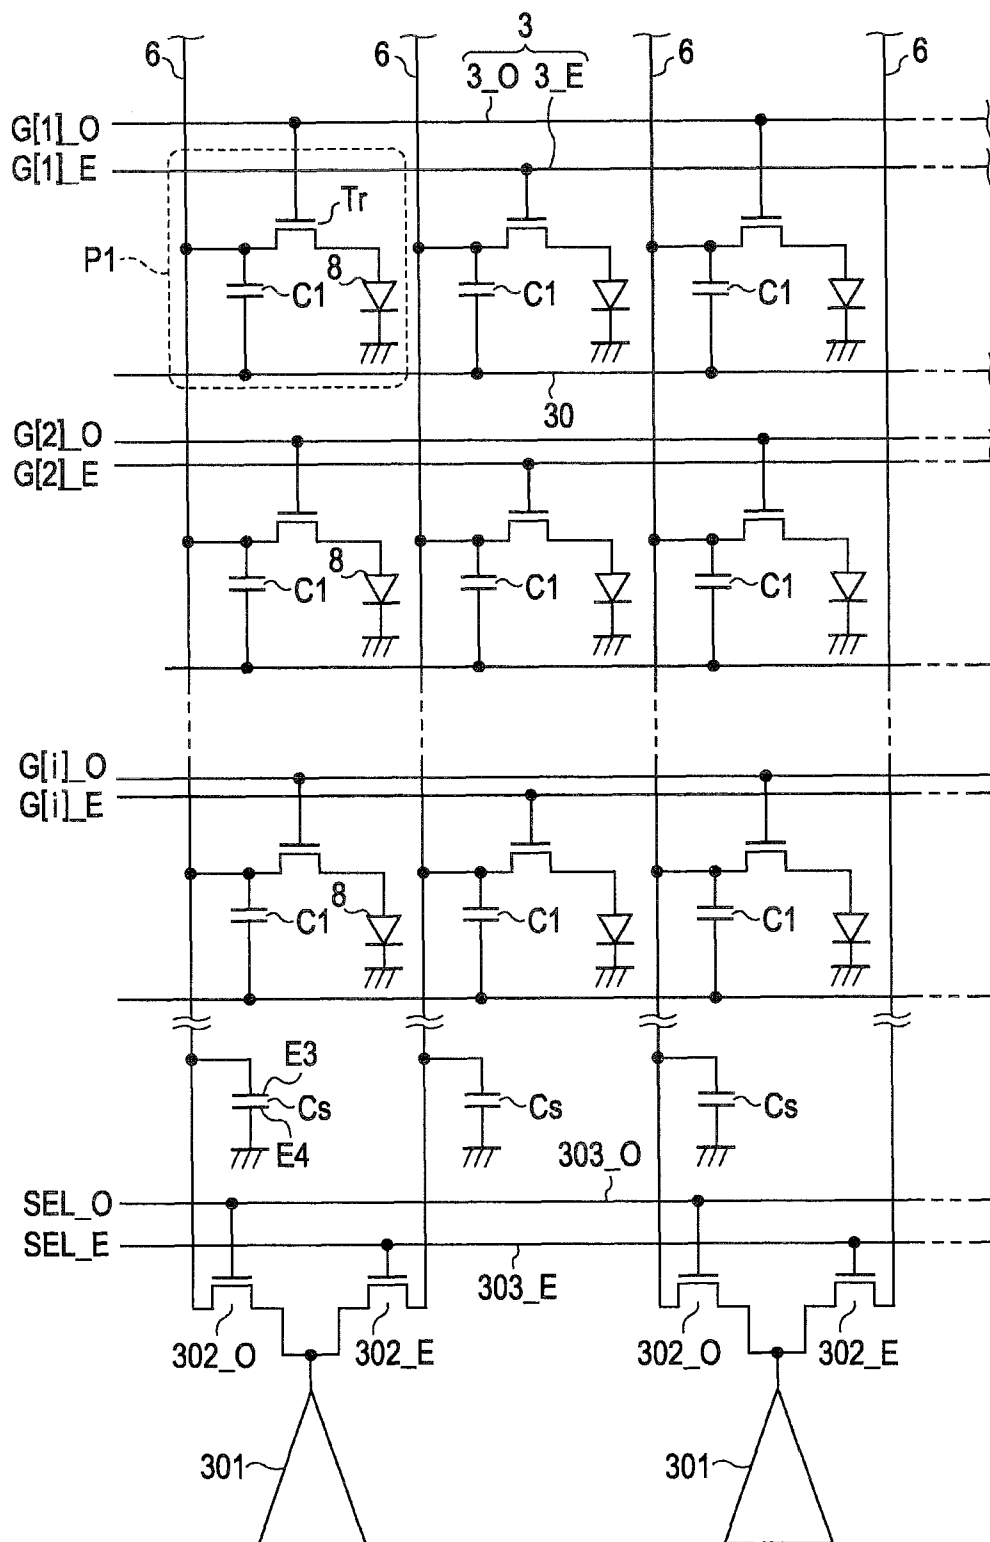 3
6 6 3_O 3_E 6 6
G[1]_O
G[1]_E
Tr
P1 8
C1 C1 C1
30
G[2]_O
G[2]_E
8
C1 C1 C1
G[i]_O
G[i]_E
8
C1 C1 C1
E3
Cs Cs Cs
E4
303_O
SEL_O
SEL_E
303_E
302_O 302_E 302_O 302_E
301 301